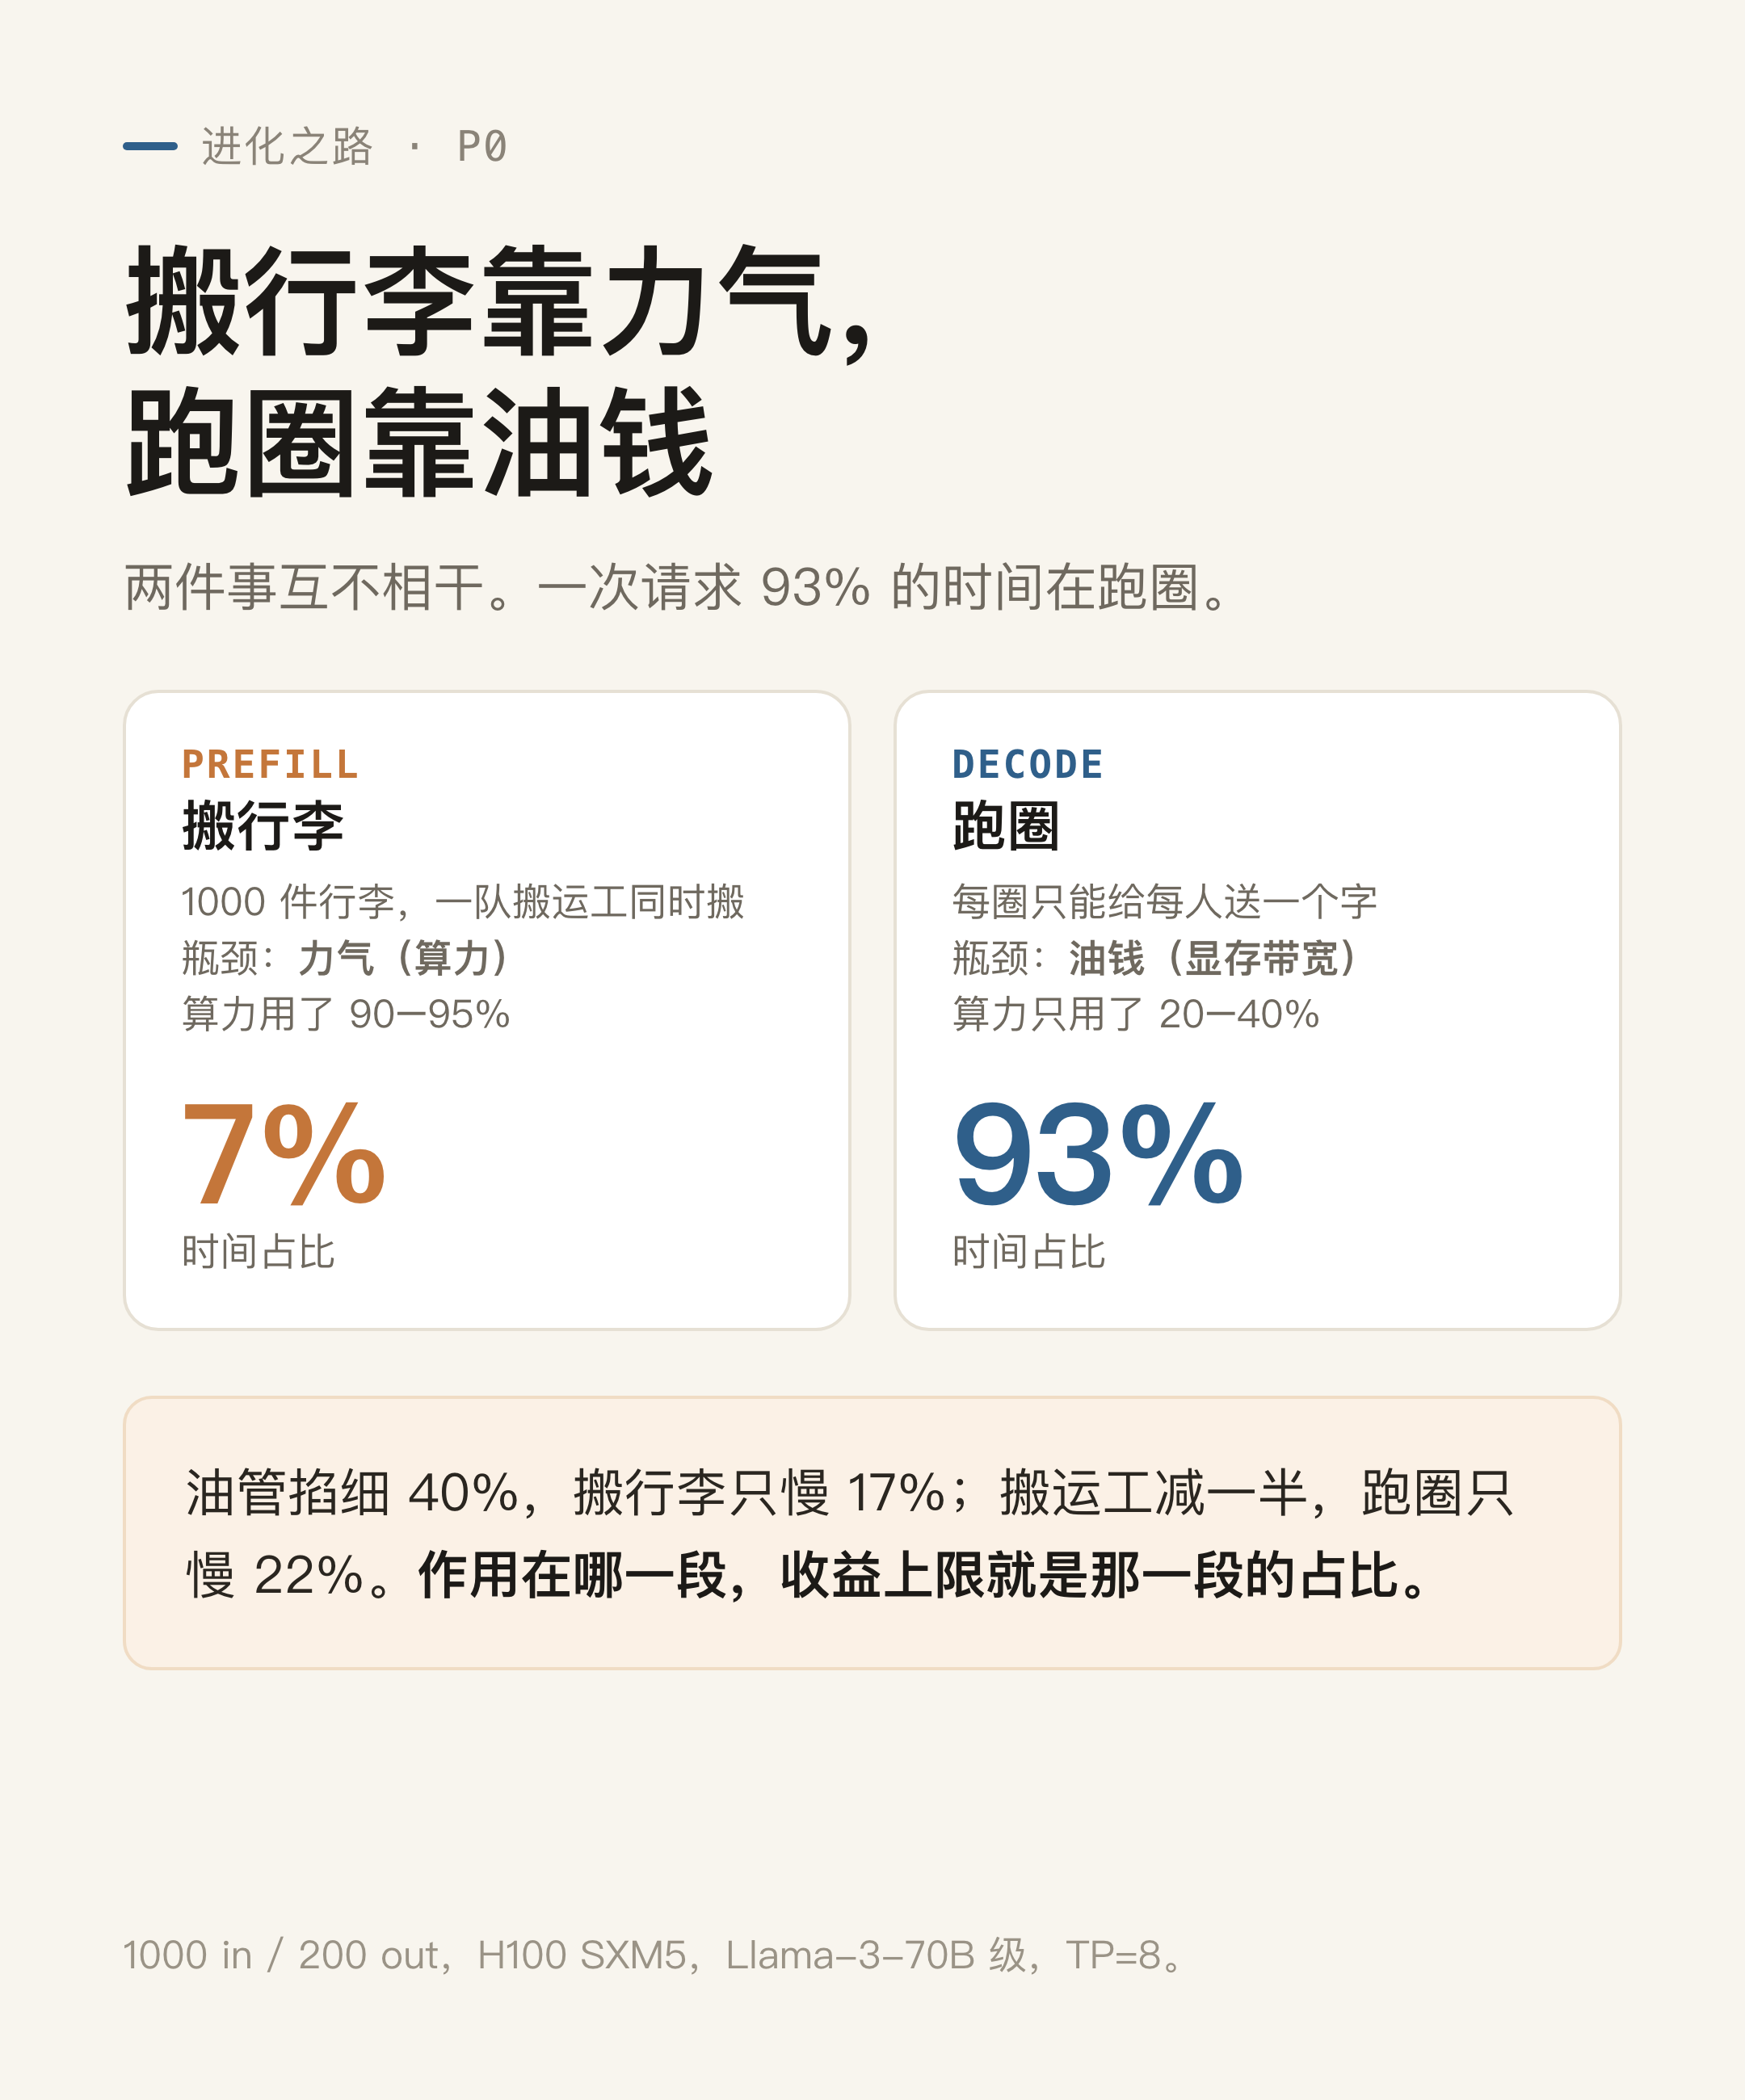 进化之路 · P0
搬行李靠力气，
跑圈靠油钱
两件事互不相干。一次请求 93% 的时间在跑圈。
PREFILL
搬行李
1000 件行李，一队搬运工同时搬
瓶颈：力气（算力）
算力用了 90–95%
7%
时间占比
DECODE
跑圈
每圈只能给每人送一个字
瓶颈：油钱（显存带宽）
算力只用了 20–40%
93%
时间占比
油管掐细 40%，搬行李只慢 17%；搬运工减一半，跑圈只
慢 22%。作用在哪一段，收益上限就是那一段的占比。
1000 in / 200 out，H100 SXM5，Llama-3-70B 级，TP=8。